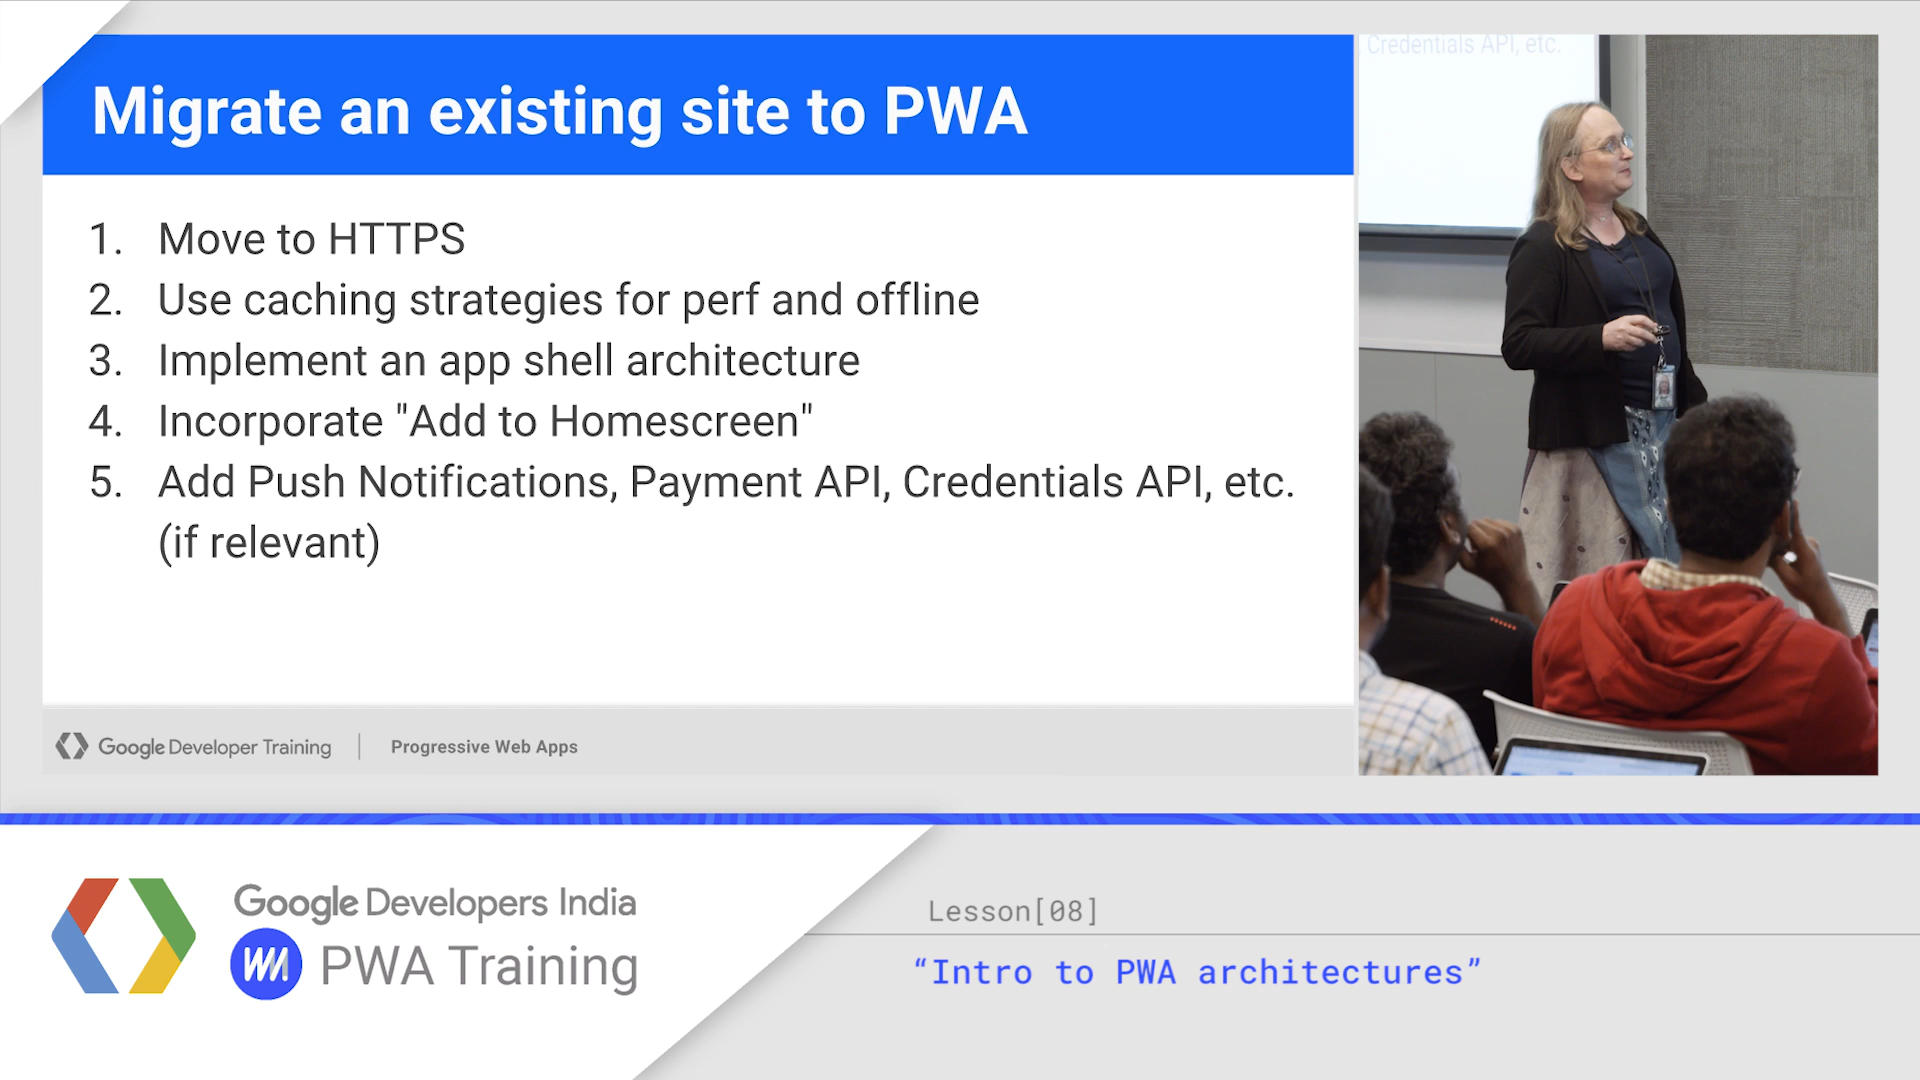 Credentials API, etc.
Migrate an existing site to PWA
1. Move to HTTPS
2. Use caching strategies for perf and offline
3. Implement an app shell architecture
4. Incorporate "Add to Homescreen"
5. Add Push Notifications, Payment API, Credentials API, etc.
(if relevant)
Google Developer Training | Progressive Web Apps
Google Developers India
PWA Training
Lesson[08]
“Intro to PWA architectures”